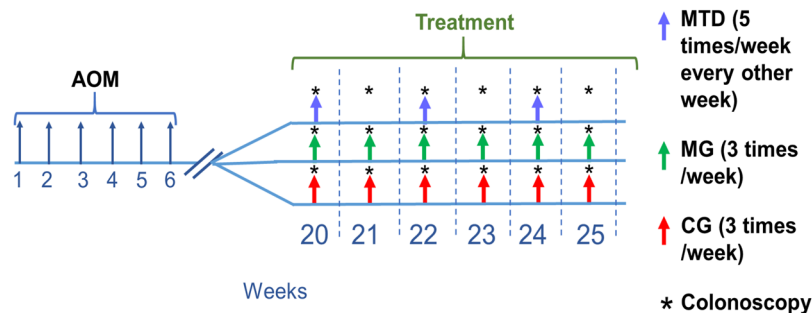 Treatment
AOM
* * * * * *
* * * * * *
* * * * * *
1 2 3 4 5 6
20 21 22 23 24 25
Weeks
MTD (5
times/week
every other
week)
MG (3 times
/week)
CG (3 times
/week)
* Colonoscopy